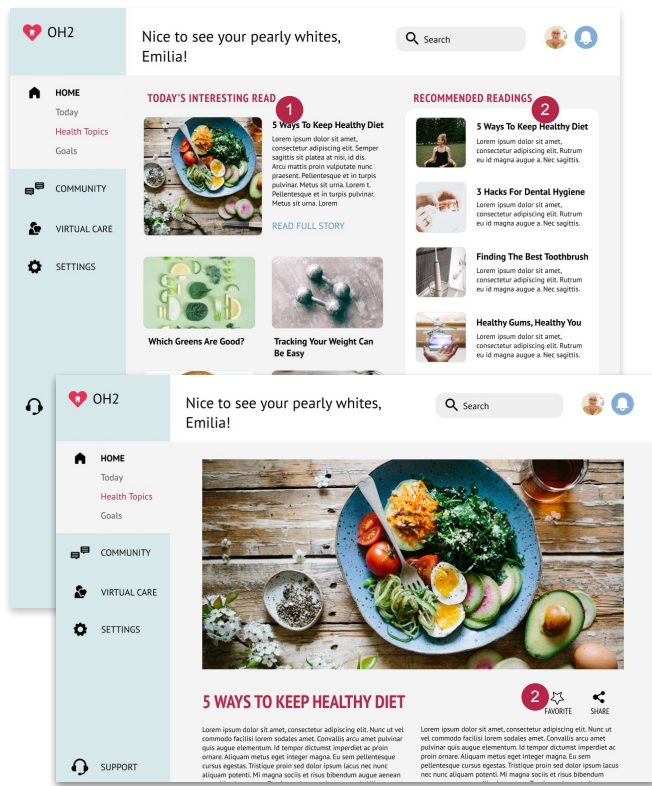 OH2
Nice to see your pearly whites,
Emilia!
Search
HOME
Today
Health Topics
Goals
COMMUNITY
VIRTUAL CARE
SETTINGS
TODAY'S INTERESTING READ
1
5 Ways To Keep Healthy Diet
Lorem ipsum dolor sit amet,
consectetur adipiscing elit. Semper
sagittis sit platea at nisi, id dis.
Arcu mattis proin vulputate nunc
praesent. Pellentesque et in turpis
pulvinar. Metus sit urna. Lorem t.
Pellentesque et in turpis pulvinar.
Metus sit urna. Lorem
READ FULL STORY
Which Greens Are Good?
Tracking Your Weight Can
Be Easy
RECOMMENDED READINGS
2
5 Ways To Keep Healthy Diet
Lorem ipsum dolor sit amet,
consectetur adipiscing elit. Rutrum
eu id magna augue a. Nec sagittis.
3 Hacks For Dental Hygiene
Lorem ipsum dolor sit amet,
consectetur adipiscing elit. Rutrum
eu id magna augue a. Nec sagittis.
Finding The Best Toothbrush
Lorem ipsum dolor sit amet,
consectetur adipiscing elit. Rutrum
eu id magna augue a. Nec sagittis.
Healthy Gums, Healthy You
Lorem ipsum dolor sit amet,
consectetur adipiscing elit. Rutrum
eu id magna augue a. Nec sagittis.
OH2
Nice to see your pearly whites,
Emilia!
Search
HOME
Today
Health Topics
Goals
COMMUNITY
VIRTUAL CARE
SETTINGS
SUPPORT
5 WAYS TO KEEP HEALTHY DIET
2
FAVORITE
SHARE
Lorem ipsum dolor sit amet, consectetur adipiscing elit. Nunc ut vel
commodo facilisi lorem sodales amet. Convallis arcu amet pulvinar
quis augue elementum. Id tempor dictumst imperdiet ac proin
ornare. Aliquam metus eget integer magna. Eu sem pellentesque
cursus egestas. Tristique proin sed dolor ipsum lacus nec nunc
aliquam potenti. Mi magna sociis et risus bibendum augue aenean
Lorem ipsum dolor sit amet, consectetur adipiscing elit. Nunc ut
vel commodo facilisi lorem sodales amet. Convallis arcu amet
pulvinar quis augue elementum. Id tempor dictumst imperdiet ac
proin ornare. Aliquam metus eget integer magna. Eu sem
pellentesque cursus egestas. Tristique proin sed dolor ipsum lacus
nec nunc aliquam potenti. Mi magna sociis et risus bibendum